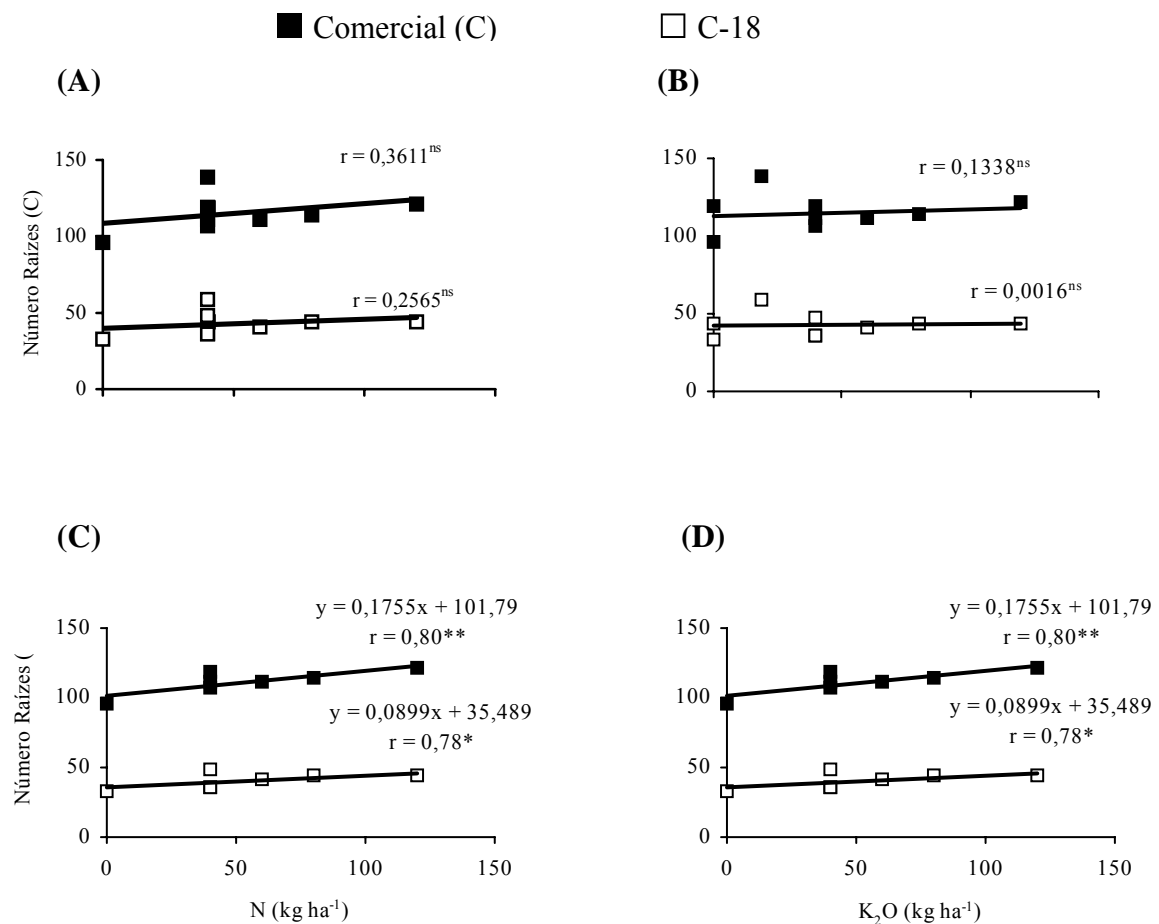 Comercial (C)
C-18
(A)
(B)
Número Raízes (C)
150
100
50
0
r = 0,3611ns
r = 0,2565ns
150
100
50
0
r = 0,1338ns
r = 0,0016ns
(C)
(D)
Número Raízes (
150
100
50
0
y = 0,1755x + 101,79
r = 0,80**
y = 0,0899x + 35,489
r = 0,78*
0 50 100 150
N (kg ha-1)
150
100
50
0
y = 0,1755x + 101,79
r = 0,80**
y = 0,0899x + 35,489
r = 0,78*
0 50 100 150
K2O (kg ha-1)